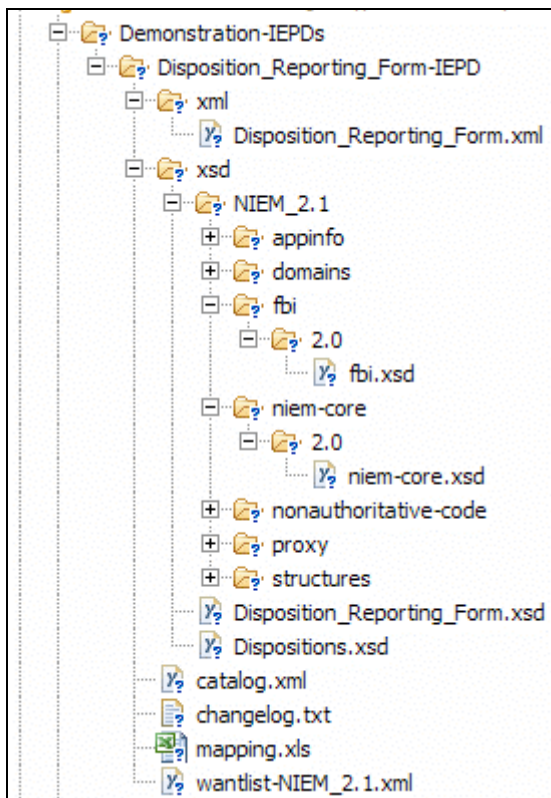 Demonstration-IEPDs
Disposition_Reporting_Form-IEPD
xml
Disposition_Reporting_Form.xml
xsd
NIEM_2.1
appinfo
domains
fbi
2.0
fbi.xsd
niem-core
2.0
niem-core.xsd
nonauthoritative-code
proxy
structures
Disposition_Reporting_Form.xsd
Dispositions.xsd
catalog.xml
changelog.txt
mapping.xls
wantlist-NIEM_2.1.xml